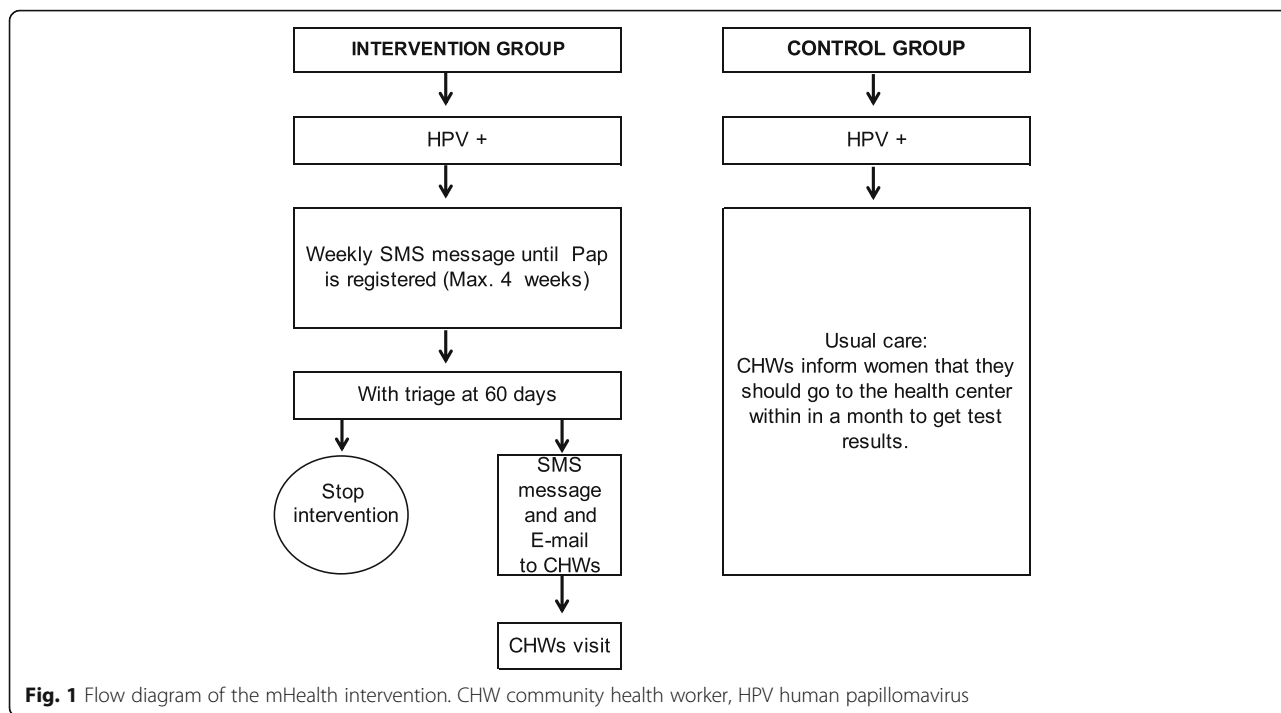 INTERVENTION GROUP
HPV +
Weekly SMS message until Pap
is registered (Max. 4 weeks)
With triage at 60 days
Stop
intervention
SMS
message
and and
E-mail
to CHWs
CHWs visit
CONTROL GROUP
HPV +
Usual care:
CHWs inform women that they
should go to the health center
within in a month to get test
results.
Fig. 1 Flow diagram of the mHealth intervention. CHW community health worker, HPV human papillomavirus